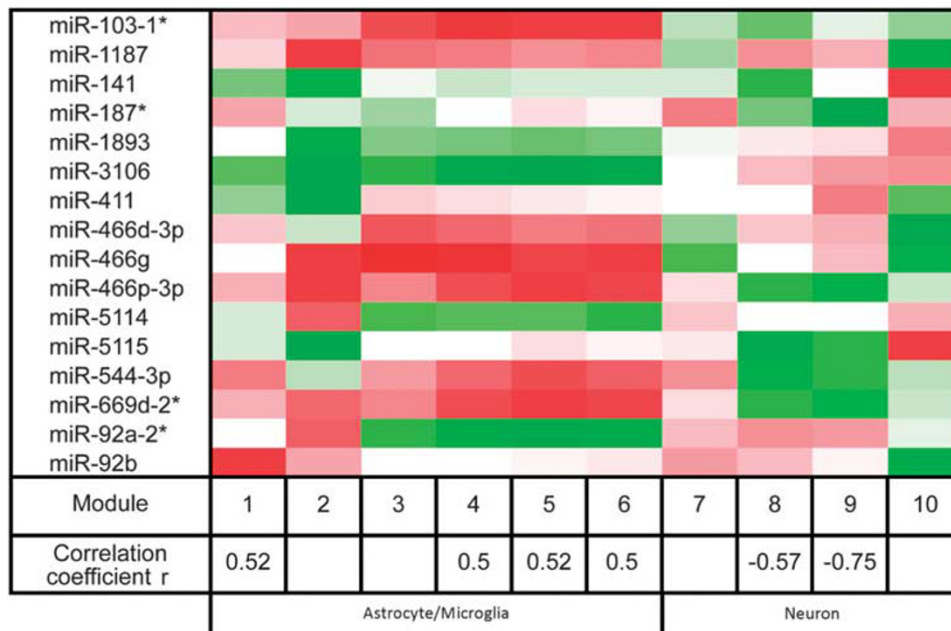 miR-103-1*
miR-1187
miR-141
miR-187*
miR-1893
miR-3106
miR-411
miR-466d-3p
miR-466g
miR-466p-3p
miR-5114
miR-5115
miR-544-3p
miR-669d-2*
miR-92a-2*
miR-92b
Module 1 2 3 4 5 6 7 8 9 10
Correlation
coefficient r 0.52 0.5 0.52 0.5 -0.57 -0.75
Astrocyte/Microglia Neuron